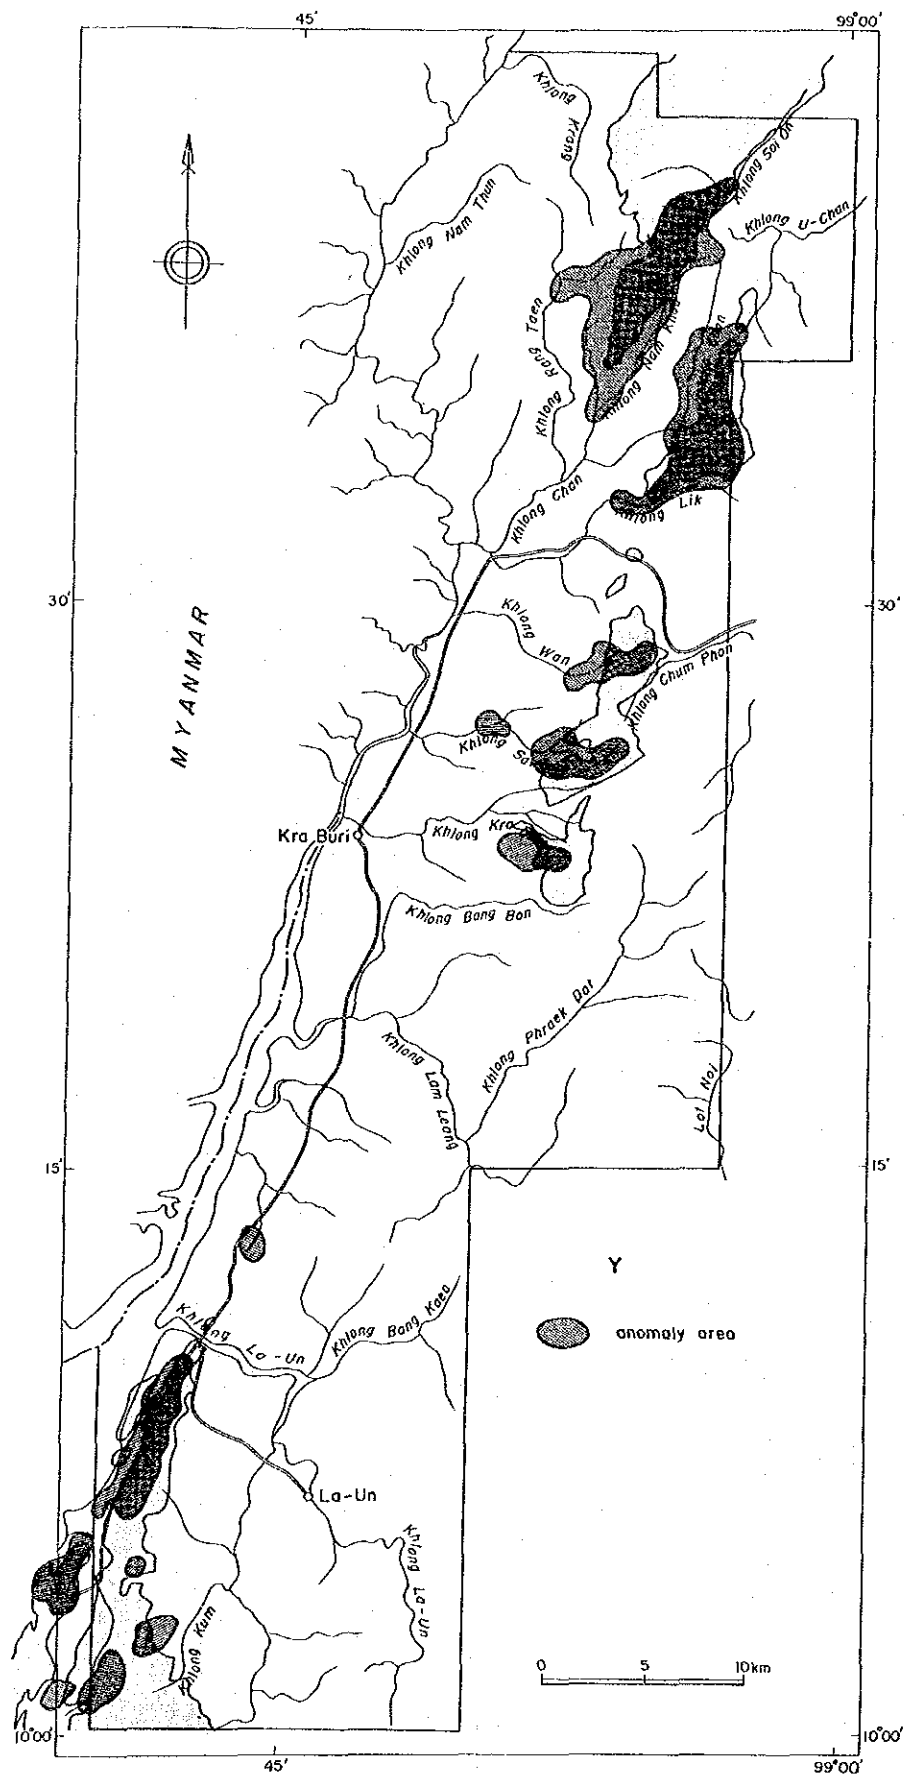 45'
99°00'
Khlong Krang
Khlong Soi On
Khlong Nam Thun
Khlong U-Chan
Khlong Rang Taen
Khlong Nam Khao
Khlong Chan
Khlong Lik
30'
30'
Khlong Wan
MYANMAR
Khlong Chum Phon
Khlong
Kra Buri
Khlong Kra
Khlong Bang Bon
Khlong Phraek Dat
Khlong Lam Leang
Lat Noi
15'
15'
Y
anomaly area
Khlong La-Un
Khlong Bang Kaeo
La-Un
Khlong La-Un
Khlong Kum
0 5 10km
10°00'
10°00'
45'
99°00'